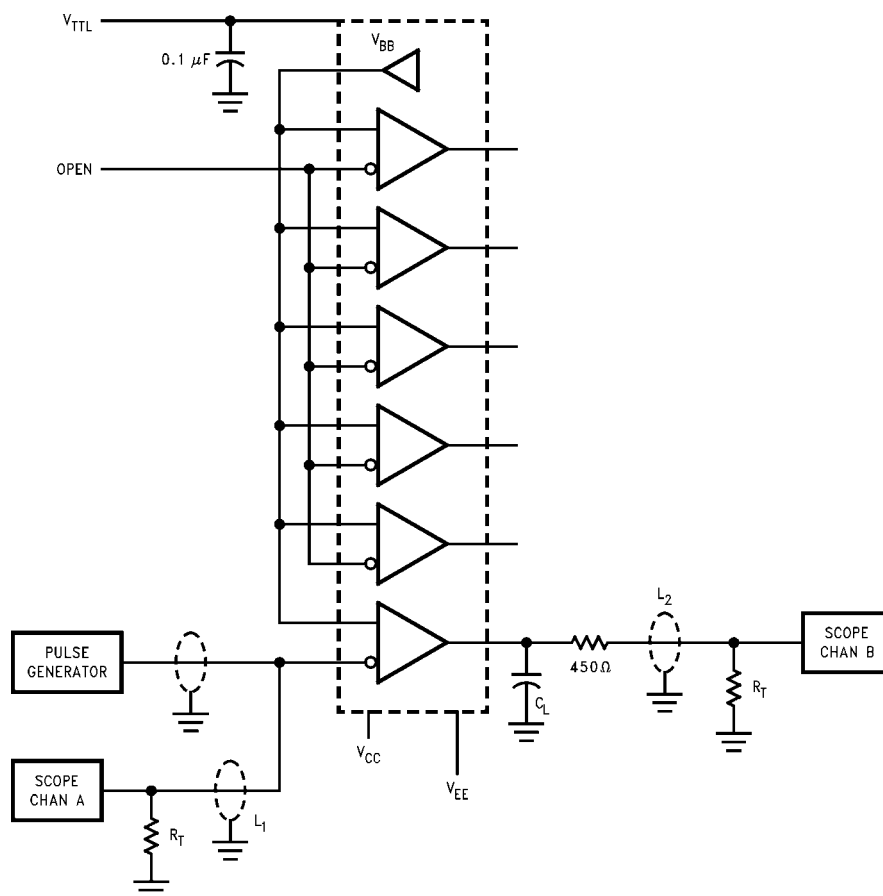 V_TTL
V_BB
0.1 μF
OPEN
L_2
PULSE
GENERATOR
SCOPE
CHAN B
450Ω
C_L
R_T
V_CC
SCOPE
CHAN A
V_EE
L_1
R_T